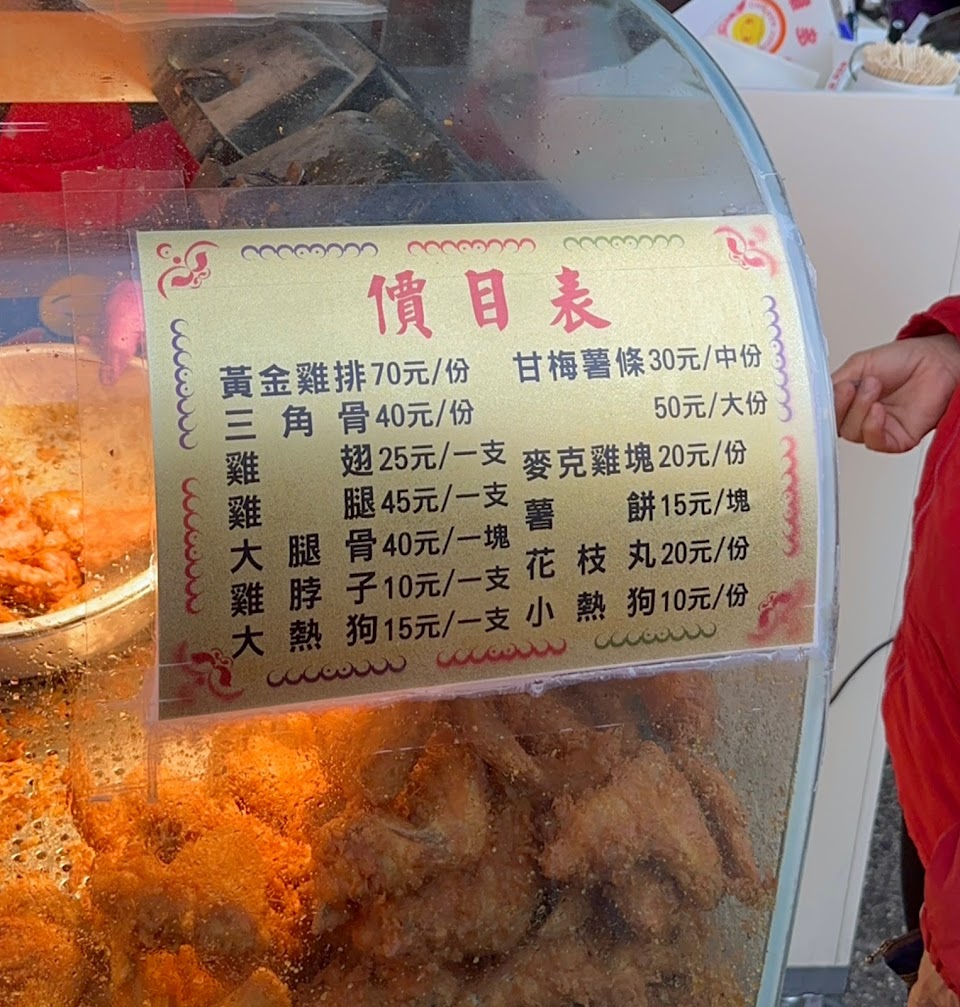 價目表
黃金雞排70元/份
三角骨40元/份
雞翅25元/一支
雞腿45元/一支
大腿骨40元/一塊
雞脖子10元/一支
大熱狗15元/一支
甘梅薯條30元/中份
50元/大份
麥克雞塊20元/份
薯餅15元/塊
花枝丸20元/份
小熱狗10元/份